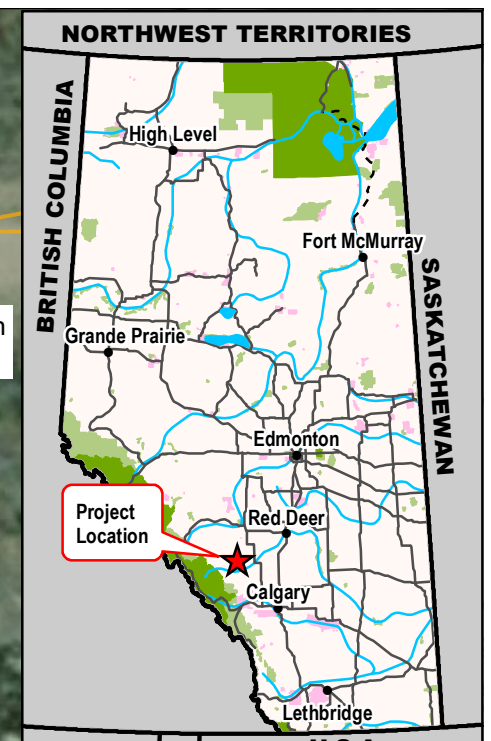 NORTHWEST TERRITORIES
BRITISH COLUMBIA
High Level
Fort McMurray
SASKATCHEWAN
Grande Prairie
Edmonton
Project
Location
Red Deer
Calgary
Lethbridge